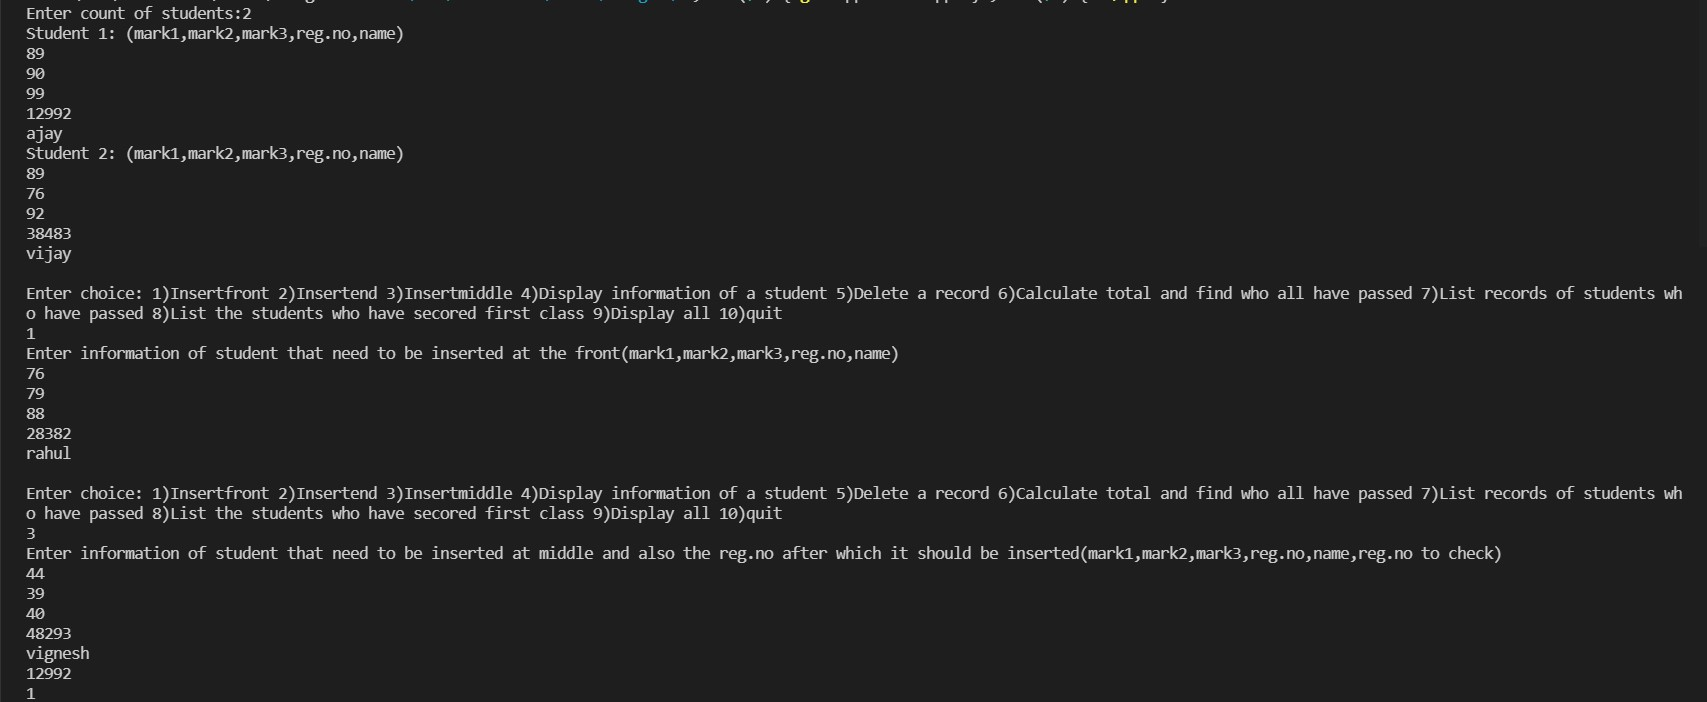 Enter count of students:2
Student 1: (mark1,mark2,mark3,reg.no,name)
89
90
99
12992
ajay
Student 2: (mark1,mark2,mark3,reg.no,name)
89
76
92
38483
vijay
Enter choice: 1)Insertfront 2)Insertend 3)Insertmiddle 4)Display information of a student 5)Delete a record 6)Calculate total and find who all have passed 7)List records of students wh
o have passed 8)List the students who have secored first class 9)Display all 10)quit
1
Enter information of student that need to be inserted at the front(mark1,mark2,mark3,reg.no,name)
76
79
88
28382
rahul
Enter choice: 1)Insertfront 2)Insertend 3)Insertmiddle 4)Display information of a student 5)Delete a record 6)Calculate total and find who all have passed 7)List records of students wh
o have passed 8)List the students who have secored first class 9)Display all 10)quit
3
Enter information of student that need to be inserted at middle and also the reg.no after which it should be inserted(mark1,mark2,mark3,reg.no,name,reg.no to check)
44
39
40
48293
vignesh
12992
1